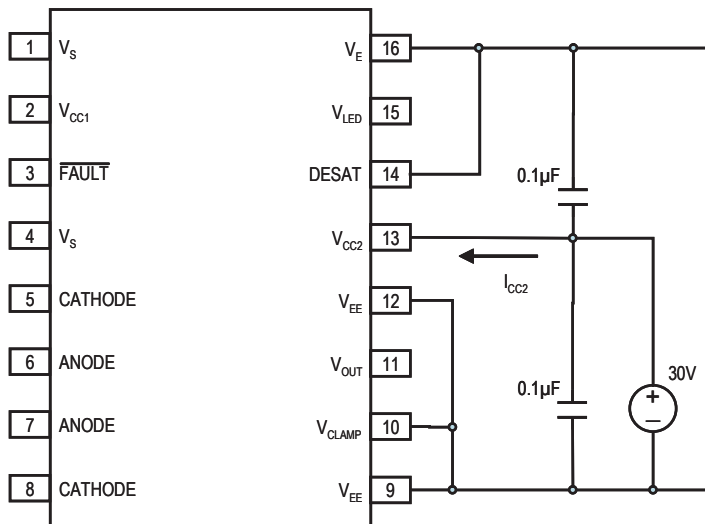 1 V_S V_E 16
2 V_CC1 V_LED 15
3 F̅A̅U̅L̅T̅ DESAT 14
0.1µF
4 V_S V_CC2 13
I_CC2
5 CATHODE V_EE 12
6 ANODE V_OUT 11
30V
0.1µF
+
7 ANODE V_CLAMP 10
–
8 CATHODE V_EE 9